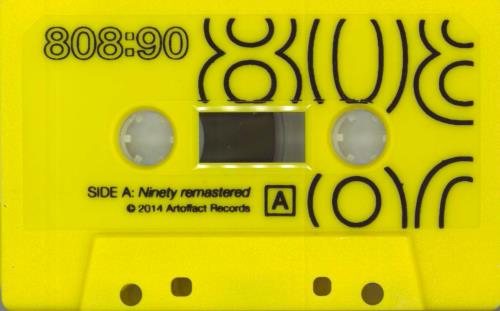 808:90
SIDE A: Ninety remastered
© 2014 Artoffact Records
A